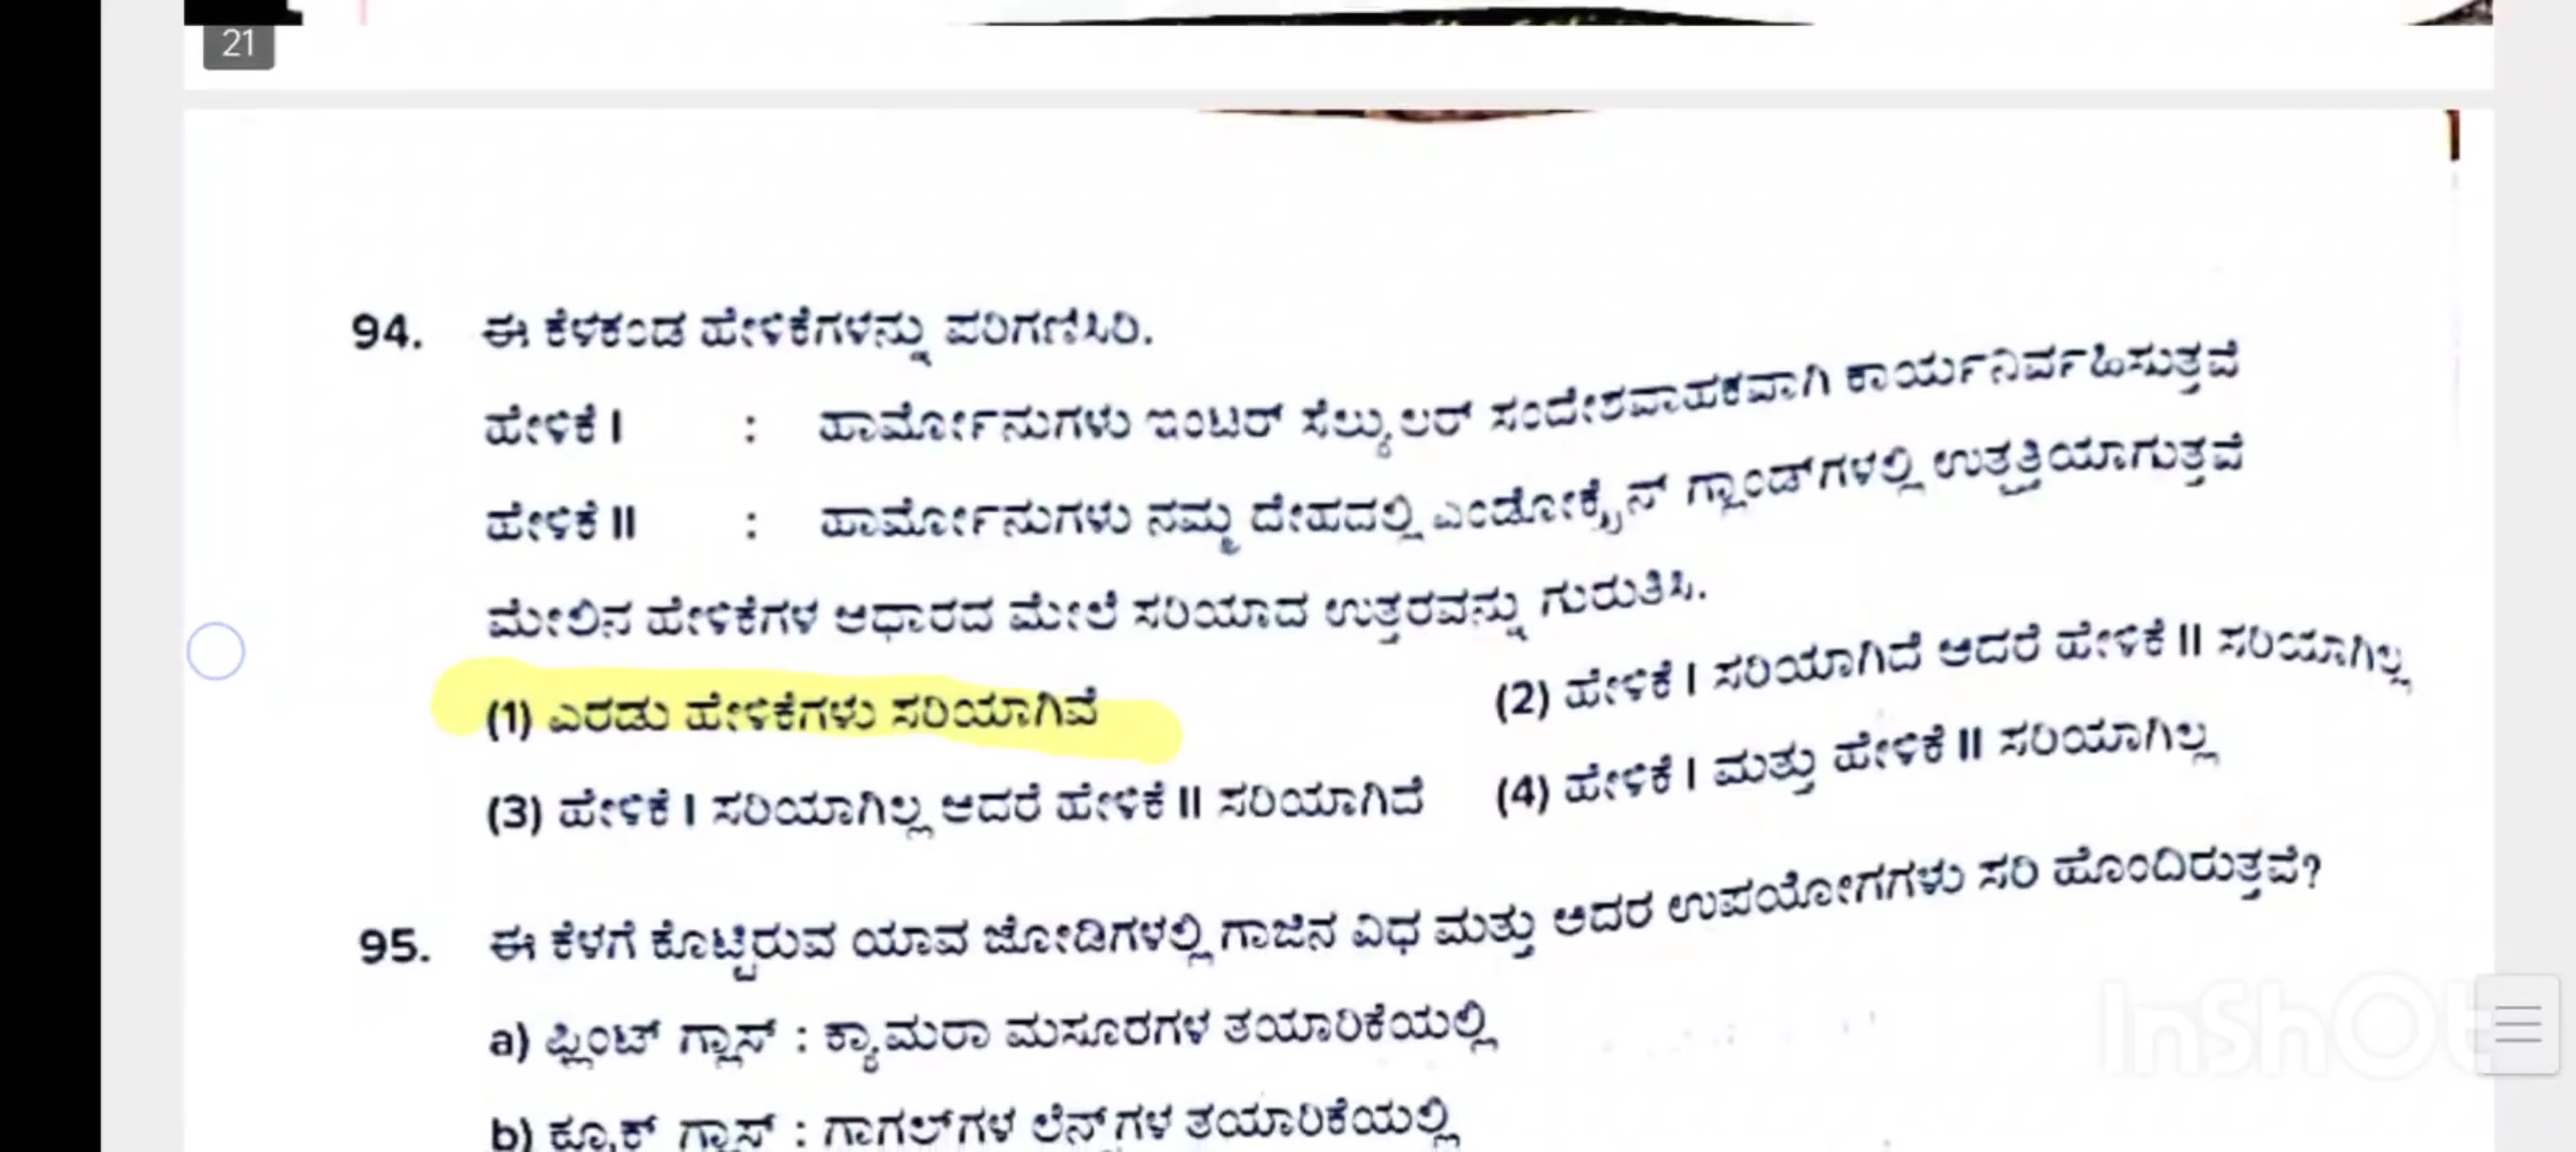 21
94. ಈ ಕೆಳಕಂಡ ಹೇಳಿಕೆಗಳನ್ನು ಪರಿಗಣಿಸಿರಿ.
ಹೇಳಿಕೆ I : ಹಾರ್ಮೋನುಗಳು ಇಂಟರ್ ಸೆಲ್ಯುಲರ್ ಸಂದೇಶವಾಹಕವಾಗಿ ಕಾರ್ಯನಿರ್ವಹಿಸುತ್ತವೆ
ಹೇಳಿಕೆ II : ಹಾರ್ಮೋನುಗಳು ನಮ್ಮ ದೇಹದಲ್ಲಿ ಎಂಡೋಕ್ರೈನ್ ಗ್ಲಾಂಡ್‌ಗಳಲ್ಲಿ ಉತ್ಪತ್ತಿಯಾಗುತ್ತವೆ
ಮೇಲಿನ ಹೇಳಿಕೆಗಳ ಆಧಾರದ ಮೇಲೆ ಸರಿಯಾದ ಉತ್ತರವನ್ನು ಗುರುತಿಸಿ.
(1) ಎರಡು ಹೇಳಿಕೆಗಳು ಸರಿಯಾಗಿವೆ (2) ಹೇಳಿಕೆ I ಸರಿಯಾಗಿದೆ ಆದರೆ ಹೇಳಿಕೆ II ಸರಿಯಾಗಿಲ್ಲ
(3) ಹೇಳಿಕೆ I ಸರಿಯಾಗಿಲ್ಲ ಆದರೆ ಹೇಳಿಕೆ II ಸರಿಯಾಗಿದೆ (4) ಹೇಳಿಕೆ I ಮತ್ತು ಹೇಳಿಕೆ II ಸರಿಯಾಗಿಲ್ಲ
95. ಈ ಕೆಳಗೆ ಕೊಟ್ಟಿರುವ ಯಾವ ಜೋಡಿಗಳಲ್ಲಿ ಗಾಜಿನ ವಿಧ ಮತ್ತು ಅದರ ಉಪಯೋಗಗಳು ಸರಿ ಹೊಂದಿರುತ್ತವೆ?
a) ಫ್ಲಿಂಟ್ ಗ್ಲಾಸ್ : ಕ್ಯಾಮರಾ ಮಸೂರಗಳ ತಯಾರಿಕೆಯಲ್ಲಿ
b) ಕ್ರೂಕ್ ಗ್ಲಾಸ್ : ಗಾಗಲ್‌ಗಳ ಲೆನ್ಸ್‌ಗಳ ತಯಾರಿಕೆಯಲ್ಲಿ
InShOt